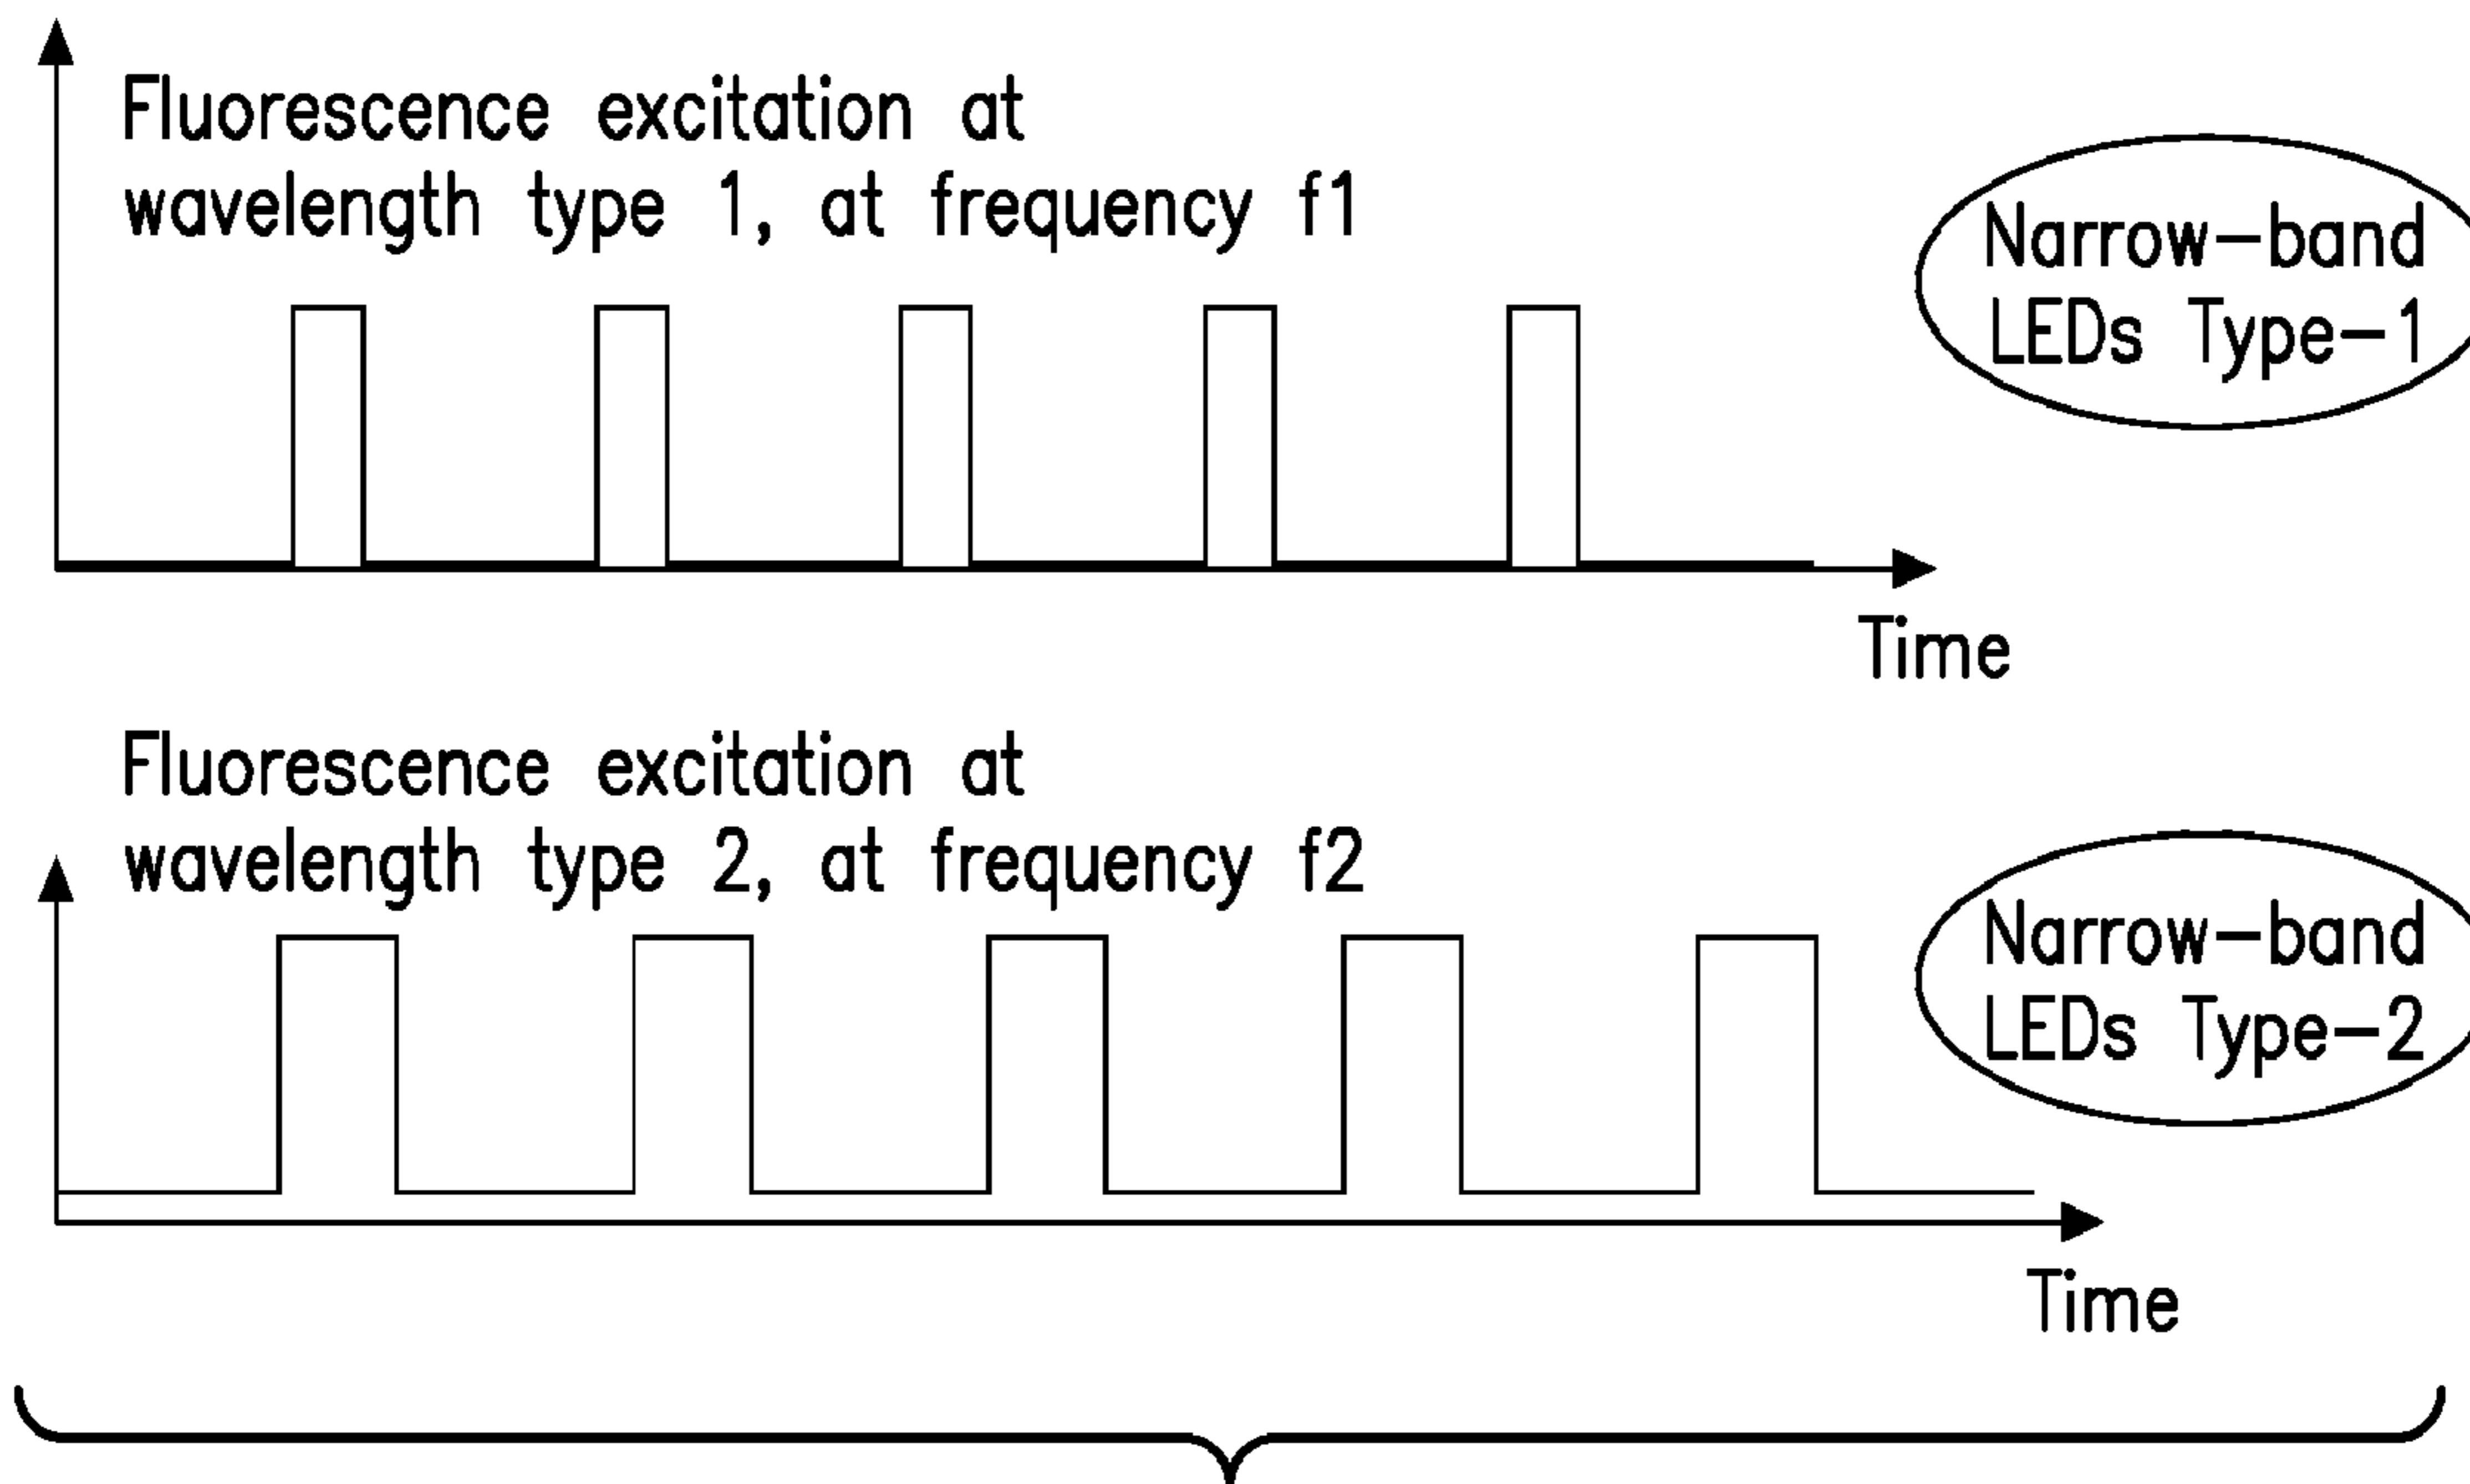 Fluorescence excitation at
wavelength type 1, at frequency f1
Narrow-band
LEDs Type-1
Time
Fluorescence excitation at
wavelength type 2, at frequency f2
Narrow-band
LEDs Type-2
Time